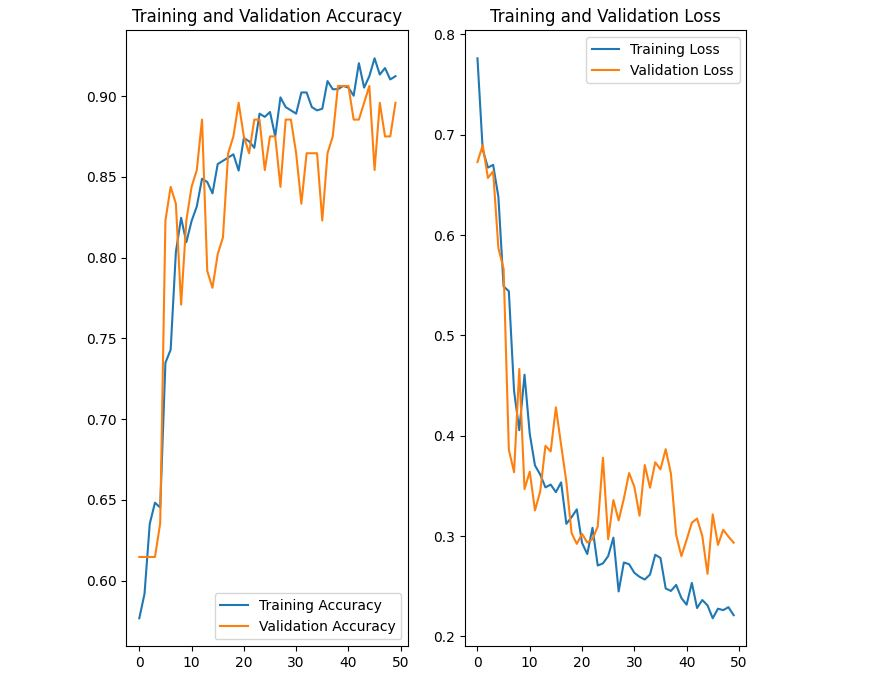 Training and Validation Accuracy
0.90
0.85
0.80
0.75
0.70
0.65
0.60
Training Accuracy
Validation Accuracy
0 10 20 30 40 50
Training and Validation Loss
0.8
Training Loss
Validation Loss
0.7
0.6
0.5
0.4
0.3
0.2
0 10 20 30 40 50